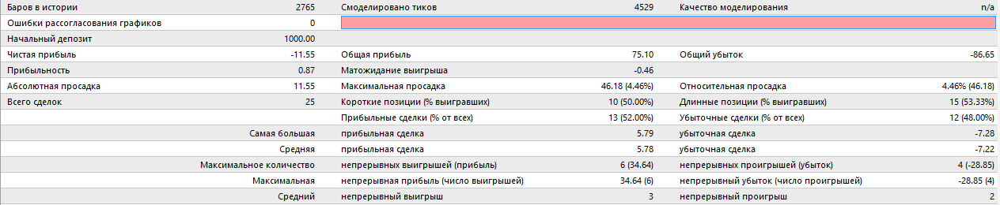 Баров в истории 2765 Смоделировано тиков 4529 Качество моделирования n/a
Ошибки рассогласования графиков 0
Начальный депозит 1000.00
Чистая прибыль -11.55 Общая прибыль 75.10 Общий убыток -86.65
Прибыльность 0.87 Матожидание выигрыша -0.46
Абсолютная просадка 11.55 Максимальная просадка 46.18 (4.46%) Относительная просадка 4.46% (46.18)
Всего сделок 25 Короткие позиции (% выигравших) 10 (50.00%) Длинные позиции (% выигравших) 15 (53.33%)
Прибыльные сделки (% от всех) 13 (52.00%) Убыточные сделки (% от всех) 12 (48.00%)
Самая большая прибыльная сделка 5.79 убыточная сделка -7.28
Средняя прибыльная сделка 5.78 убыточная сделка -7.22
Максимальное количество непрерывных выигрышей (прибыль) 6 (34.64) непрерывных проигрышей (убыток) 4 (-28.85)
Максимальная непрерывная прибыль (число выигрышей) 34.64 (6) непрерывный убыток (число проигрышей) -28.85 (4)
Средний непрерывный выигрыш 3 непрерывный проигрыш 2